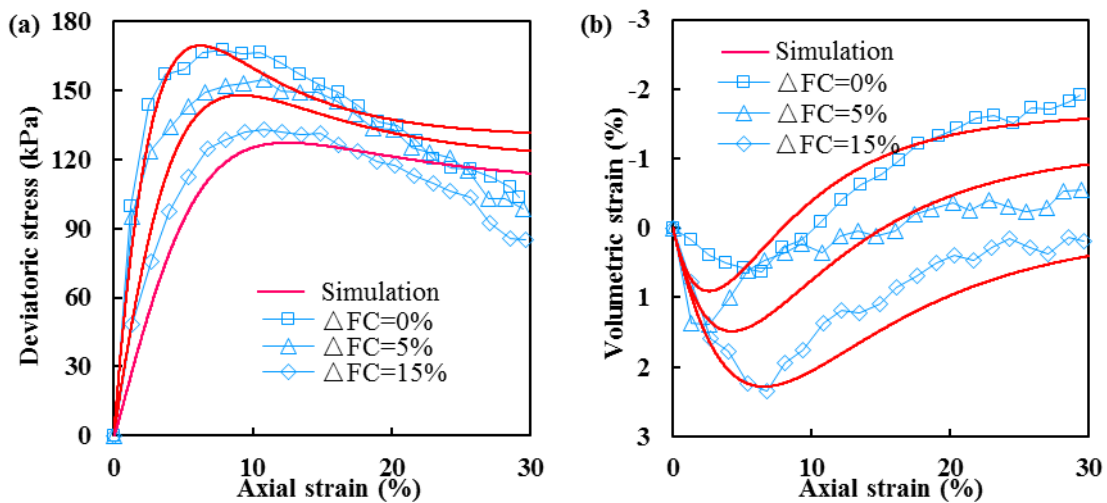 (a)
180
150
120
90
60
30
0
Deviatoric stress (kPa)
Simulation
△FC=0%
△FC=5%
△FC=15%
0
10
20
30
Axial strain (%)
(b)
-3
-2
-1
0
1
2
3
Volumetric strain (%)
Simulation
△FC=0%
△FC=5%
△FC=15%
0
10
20
30
Axial strain (%)